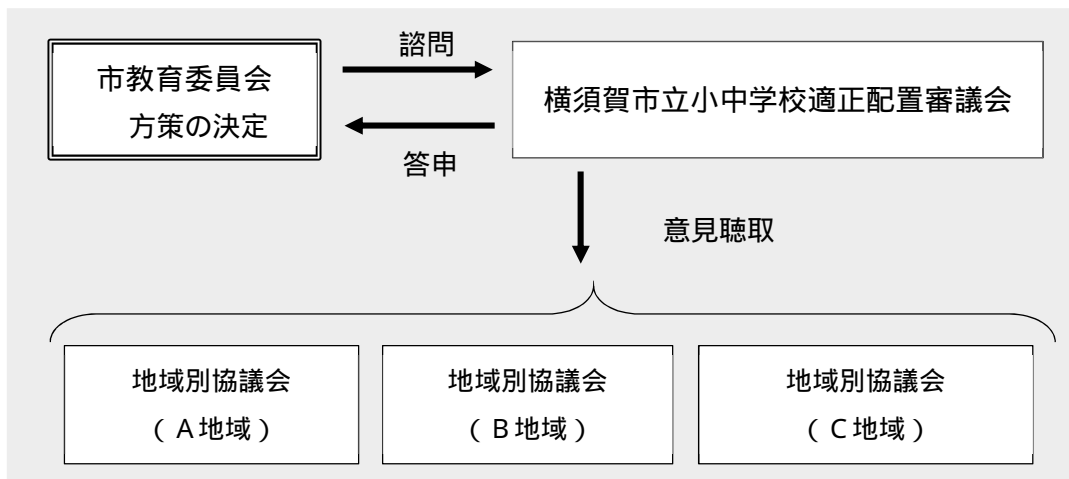 市教育委員会
方策の決定
諮問
答申
横須賀市立小中学校適正配置審議会
意見聴取
地域別協議会
（A地域）
地域別協議会
（B地域）
地域別協議会
（C地域）